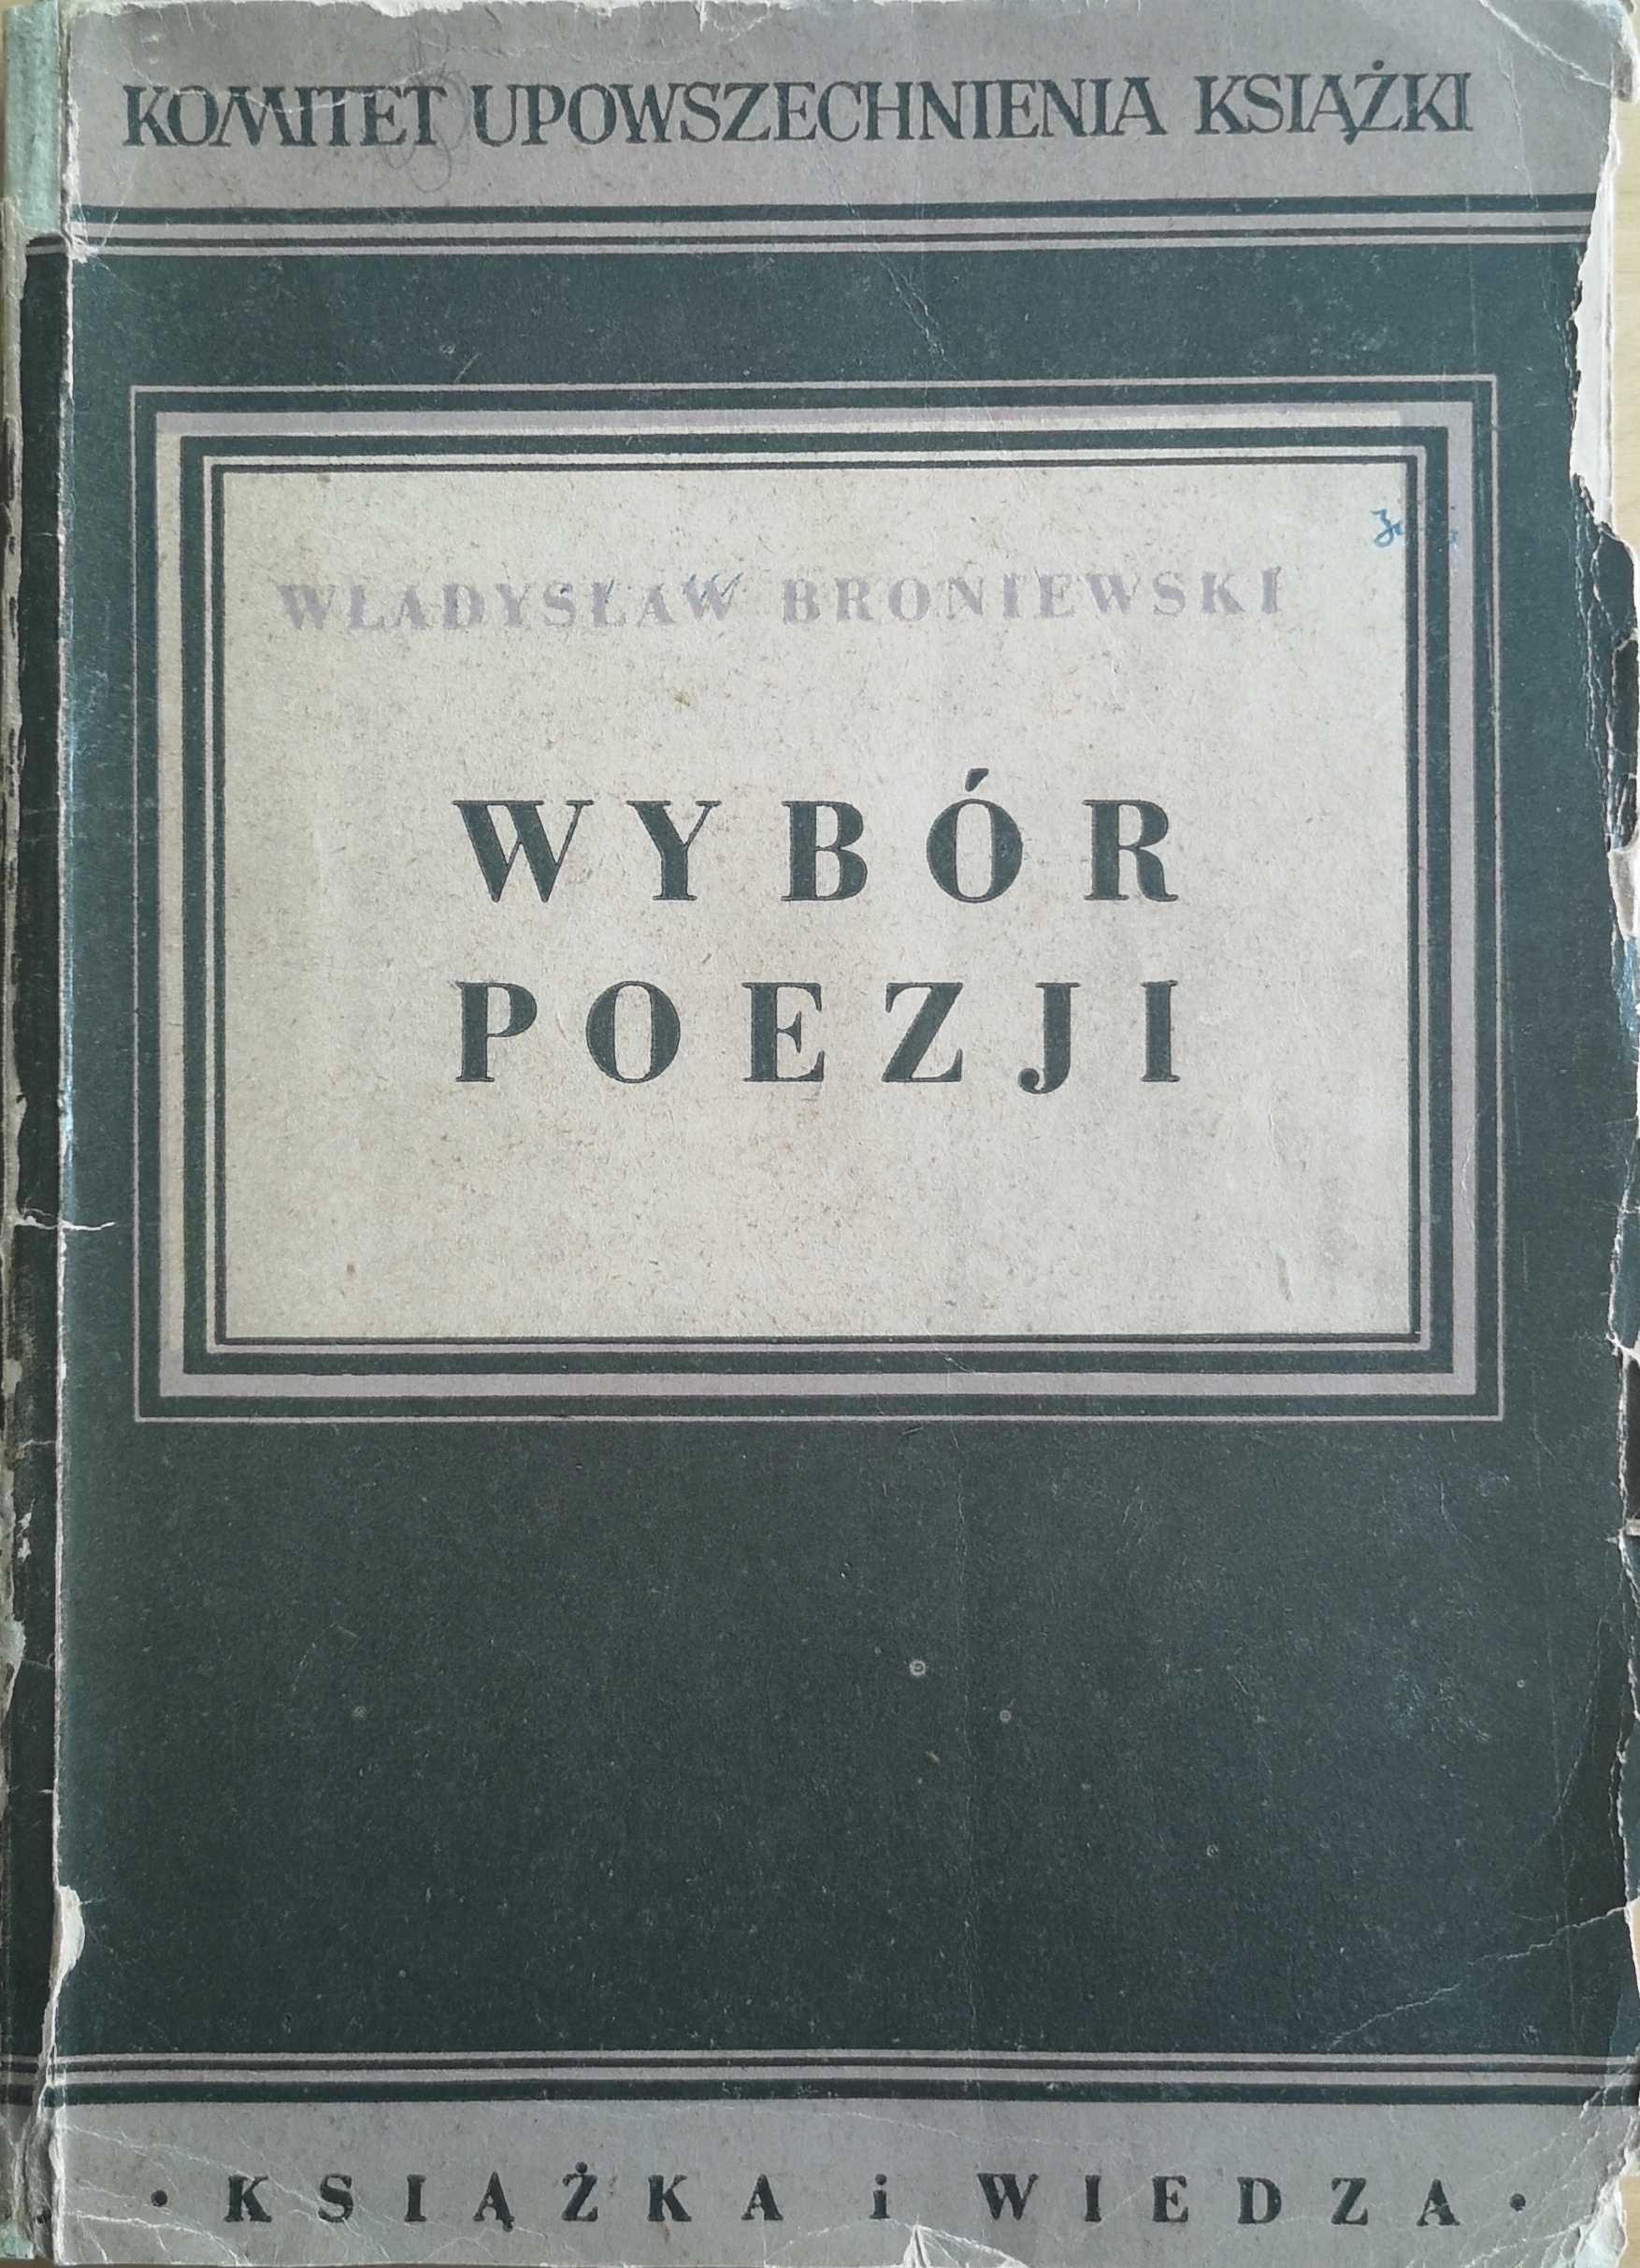 KOMITET UPOWSZECHNIENIA KSIĄŻKI
WŁADYSŁAW BRONIEWSKI
WYBÓR
POEZJI
• KSIĄŻKA i WIEDZA •